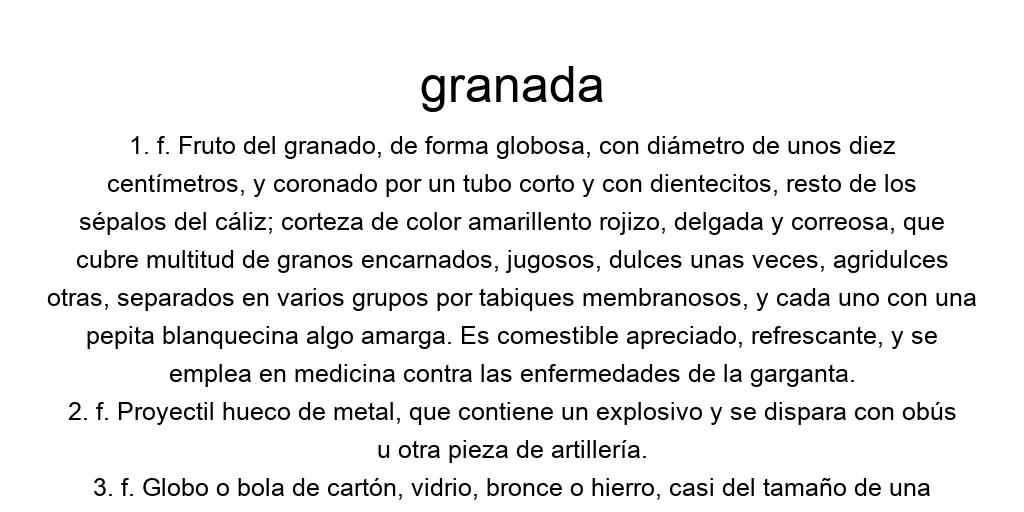 granada
1. f. Fruto del granado, de forma globosa, con diámetro de unos diez
centímetros, y coronado por un tubo corto y con dientecitos, resto de los
sépalos del cáliz; corteza de color amarillento rojizo, delgada y correosa, que
cubre multitud de granos encarnados, jugosos, dulces unas veces, agridulces
otras, separados en varios grupos por tabiques membranosos, y cada uno con una
pepita blanquecina algo amarga. Es comestible apreciado, refrescante, y se
emplea en medicina contra las enfermedades de la garganta.
2. f. Proyectil hueco de metal, que contiene un explosivo y se dispara con obús
u otra pieza de artillería.
3. f. Globo o bola de cartón, vidrio, bronce o hierro, casi del tamaño de una